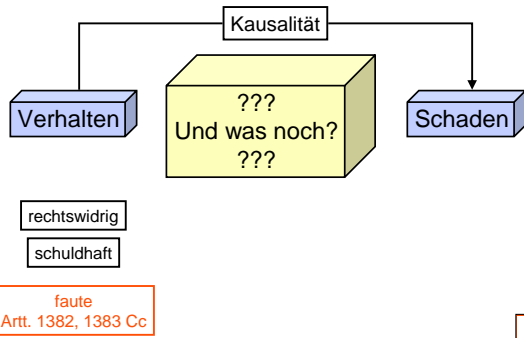 Kausalität
Verhalten
???
Und was noch?
???
Schaden
rechtswidrig
schuldhaft
faute
Artt. 1382, 1383 Cc